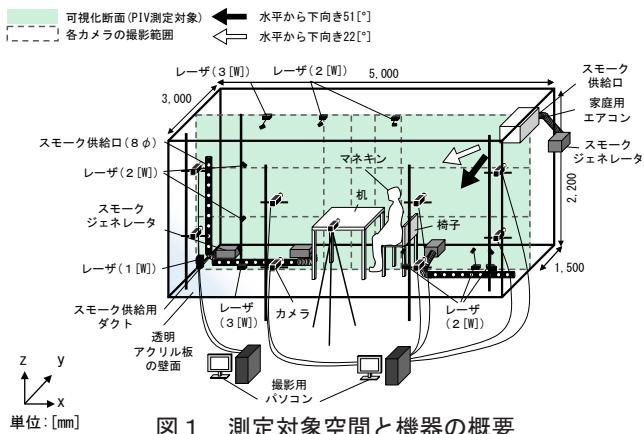 可視化断面(PIV測定対象)
水平から下向き51[°]
各カメラの撮影範囲
水平から下向き22[°]
レーザ(3[W])
レーザ(2[W])
5,000
スモーク
供給口
3,000
家庭用
エアコン
スモーク供給口(8φ)
マネキン
スモーク
ジェネレータ
レーザ(2[W])
机
2,200
スモーク
ジェネレータ
椅子
レーザ(1[W])
1,500
スモーク供給用
ダクト
レーザ
(3[W])
カメラ
レーザ
(2[W])
透明
アクリル板
の壁面
撮影用
パソコン
z
y
x
単位:[mm]
図1 測定対象空間と機器の概要